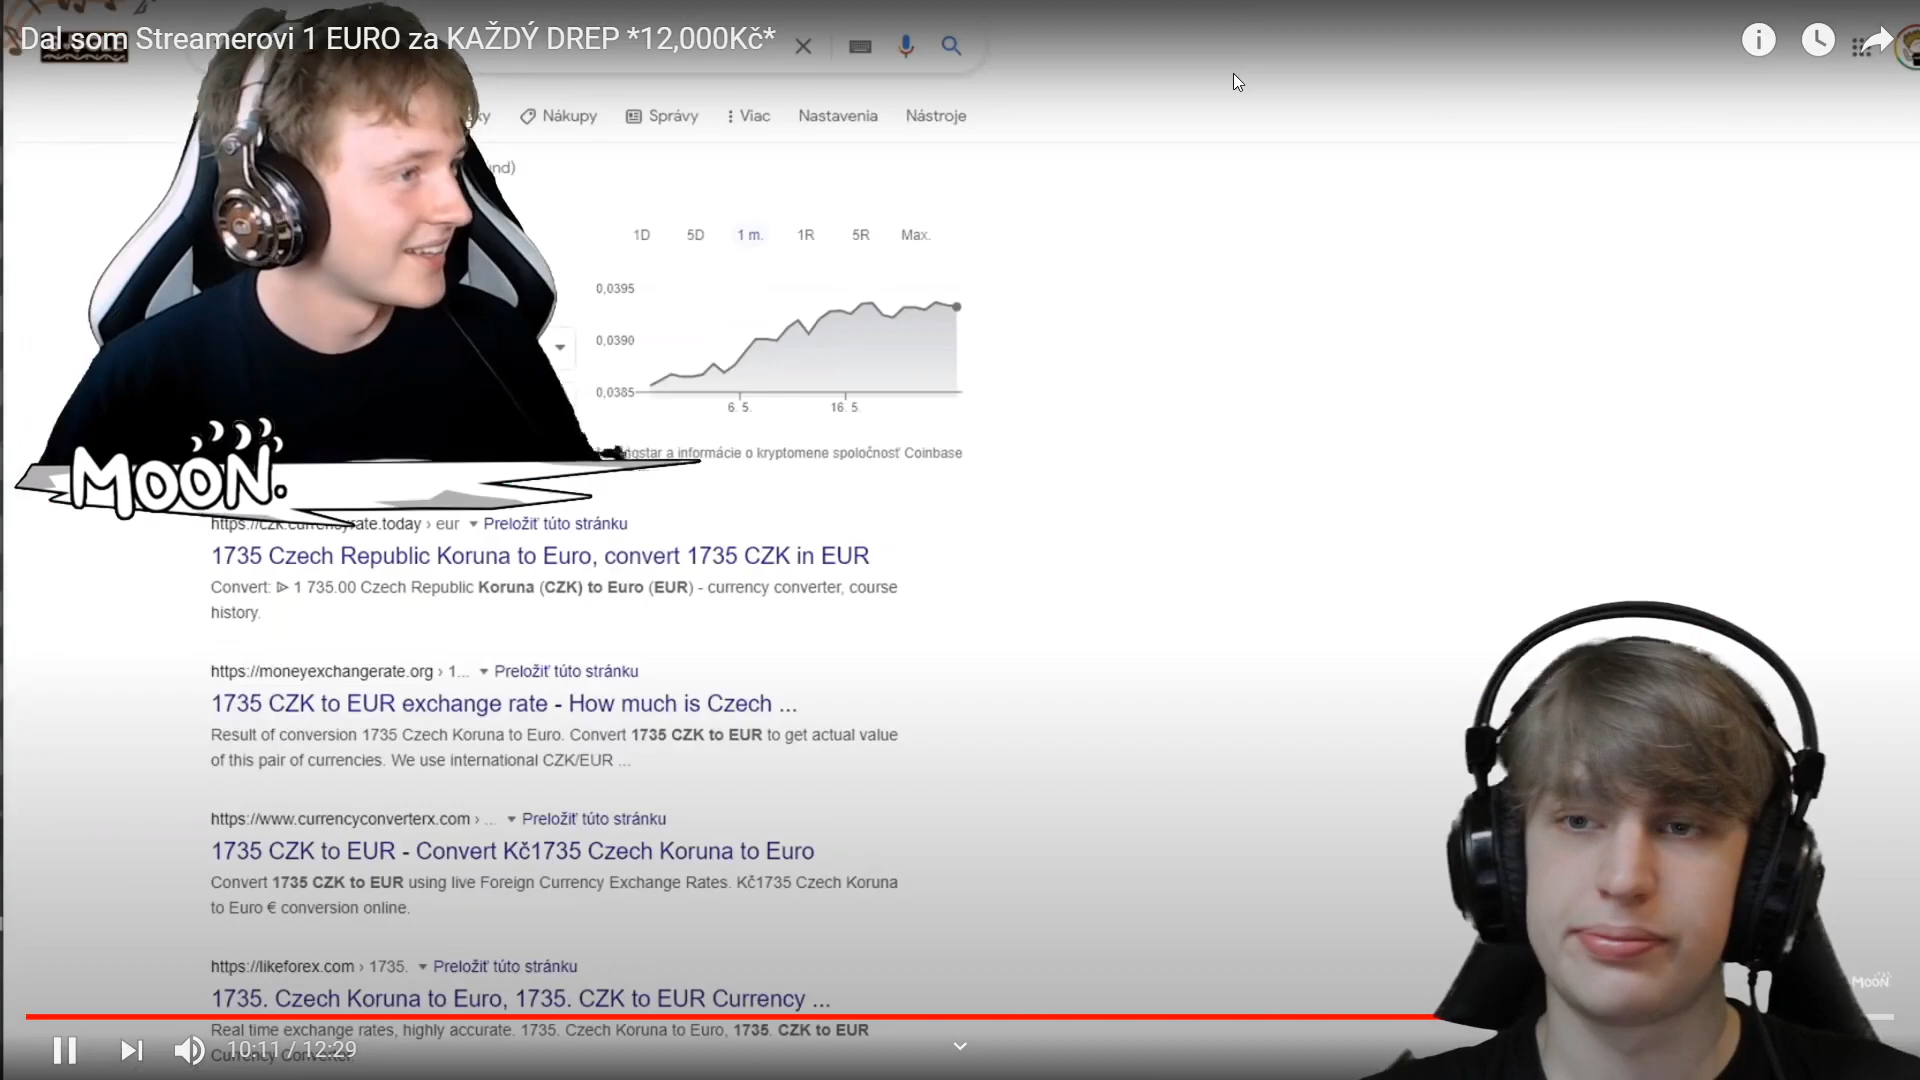 Dal som Streamerovi 1 EURO za KAŽDÝ DREP *12,000Kč*
Nákupy
Správy
Viac
Nastavenia
Nástroje
1D
5D
1 m.
1R
5R
Max.
0,0395
0,0390
0,0385
6. 5.
16. 5.
a informácie o kryptomene spoločnosť Coinbase
MOON.
https://czk.currencyrate.today › eur ▾ Preložiť túto stránku
1735 Czech Republic Koruna to Euro, convert 1735 CZK in EUR
Convert: ⊳ 1 735.00 Czech Republic Koruna (CZK) to Euro (EUR) - currency converter, course
history.
https://moneyexchangerate.org › 1... ▾ Preložiť túto stránku
1735 CZK to EUR exchange rate - How much is Czech ...
Result of conversion 1735 Czech Koruna to Euro. Convert 1735 CZK to EUR to get actual value
of this pair of currencies. We use international CZK/EUR ...
https://www.currencyconverterx.com › ... ▾ Preložiť túto stránku
1735 CZK to EUR - Convert Kč1735 Czech Koruna to Euro
Convert 1735 CZK to EUR using live Foreign Currency Exchange Rates. Kč1735 Czech Koruna
to Euro € conversion online.
https://likeforex.com › 1735. ▾ Preložiť túto stránku
1735. Czech Koruna to Euro, 1735. CZK to EUR Currency ...
Real time exchange rates, highly accurate. 1735. Czech Koruna to Euro, 1735. CZK to EUR
Currency Converter.
10:11 / 12:29
MOON